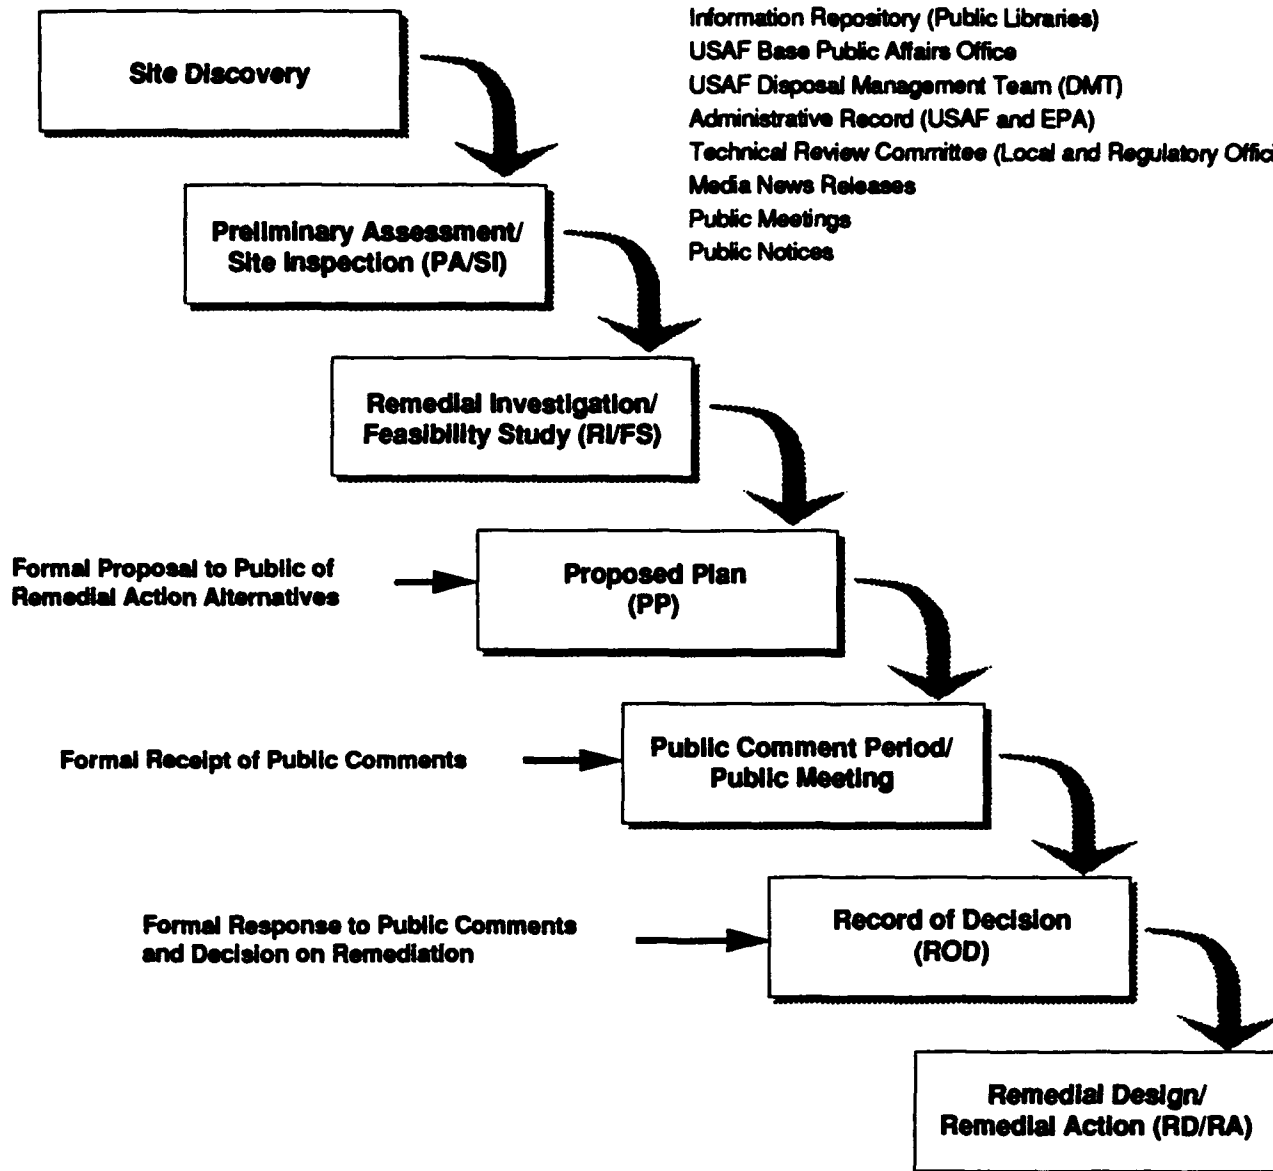 Site Discovery
Information Repository (Public Libraries)
USAF Base Public Affairs Office
USAF Disposal Management Team (DMT)
Administrative Record (USAF and EPA)
Technical Review Committee (Local and Regulatory Offici
Media News Releases
Public Meetings
Public Notices
Preliminary Assessment/
Site Inspection (PA/SI)
Remedial Investigation/
Feasibility Study (RI/FS)
Formal Proposal to Public of
Remedial Action Alternatives
Proposed Plan
(PP)
Formal Receipt of Public Comments
Public Comment Period/
Public Meeting
Formal Response to Public Comments
and Decision on Remediation
Record of Decision
(ROD)
Remedial Design/
Remedial Action (RD/RA)